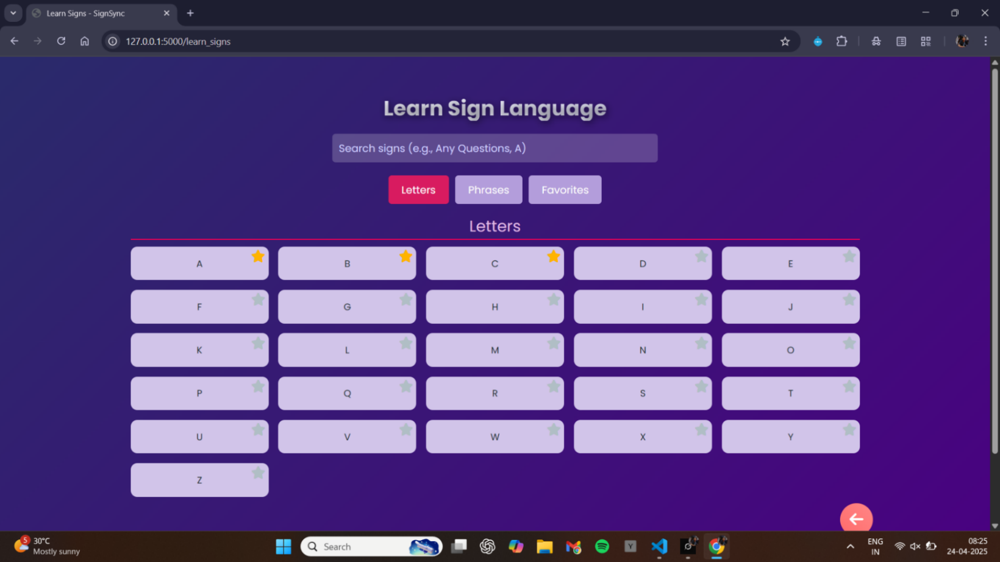 Learn Signs - SignSync
127.0.0.1:5000/learn_signs
Learn Sign Language
Search signs (e.g., Any Questions, A)
Letters Phrases Favorites
Letters
A B C D E
F G H I J
K L M N O
P Q R S T
U V W X Y
Z
5
30°C
Mostly sunny
Search
Y
ENG
IN
08:25
24-04-2025